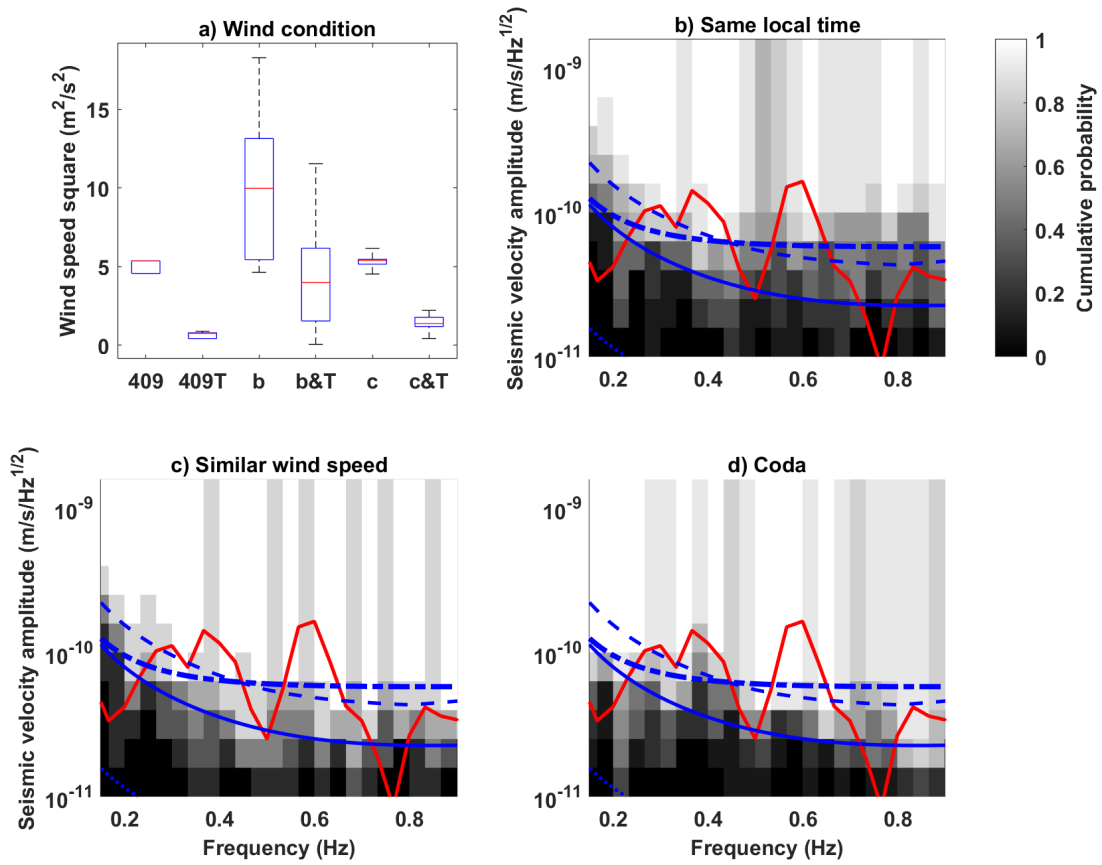 a) Wind condition
Wind speed square (m²/s²)
15
10
5
0
409
409T
b
b&T
c
c&T
b) Same local time
Seismic velocity amplitude (m/s/Hz^1/2)
10^-9
10^-10
10^-11
0.2
0.4
0.6
0.8
1
0.8
0.6
0.4
0.2
0
Cumulative probability
c) Similar wind speed
Seismic velocity amplitude (m/s/Hz^1/2)
10^-9
10^-10
10^-11
0.2
0.4
0.6
0.8
Frequency (Hz)
d) Coda
10^-9
10^-10
10^-11
0.2
0.4
0.6
0.8
Frequency (Hz)